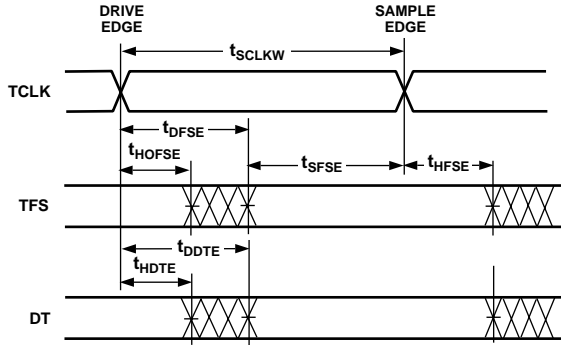 DRIVE
EDGE
SAMPLE
EDGE
tSCLKW
TCLK
tDFSE
tHOFSE
tSFSE
tHFSE
TFS
tDDTE
tHDTE
DT